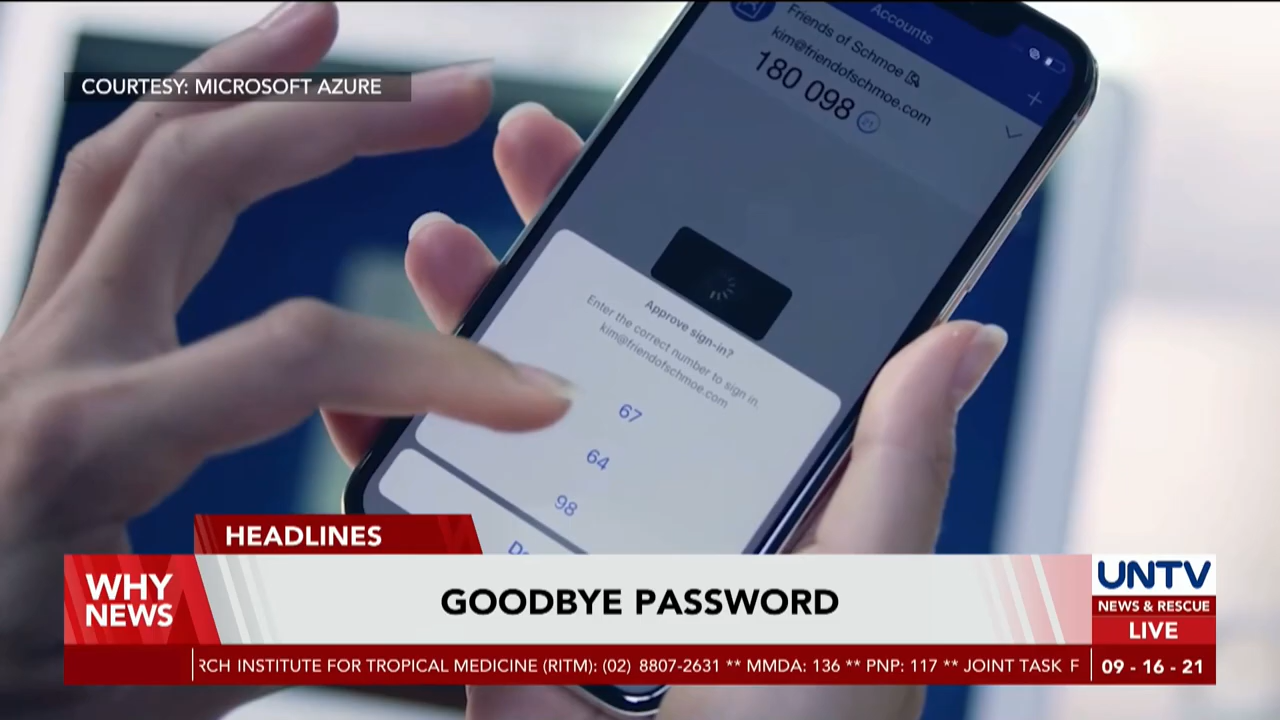 COURTESY: MICROSOFT AZURE
Accounts
Friends of Schmoe
kim@friendofschmoe.com
180 098
21
Approve sign-in?
Enter the correct number to sign in.
kim@friendofschmoe.com
67
64
98
HEADLINES
WHY
NEWS
GOODBYE PASSWORD
UNTV
NEWS & RESCUE
LIVE
RCH INSTITUTE FOR TROPICAL MEDICINE (RITM): (02) 8807-2631 ** MMDA: 136 ** PNP: 117 ** JOINT TASK F
09 - 16 - 21